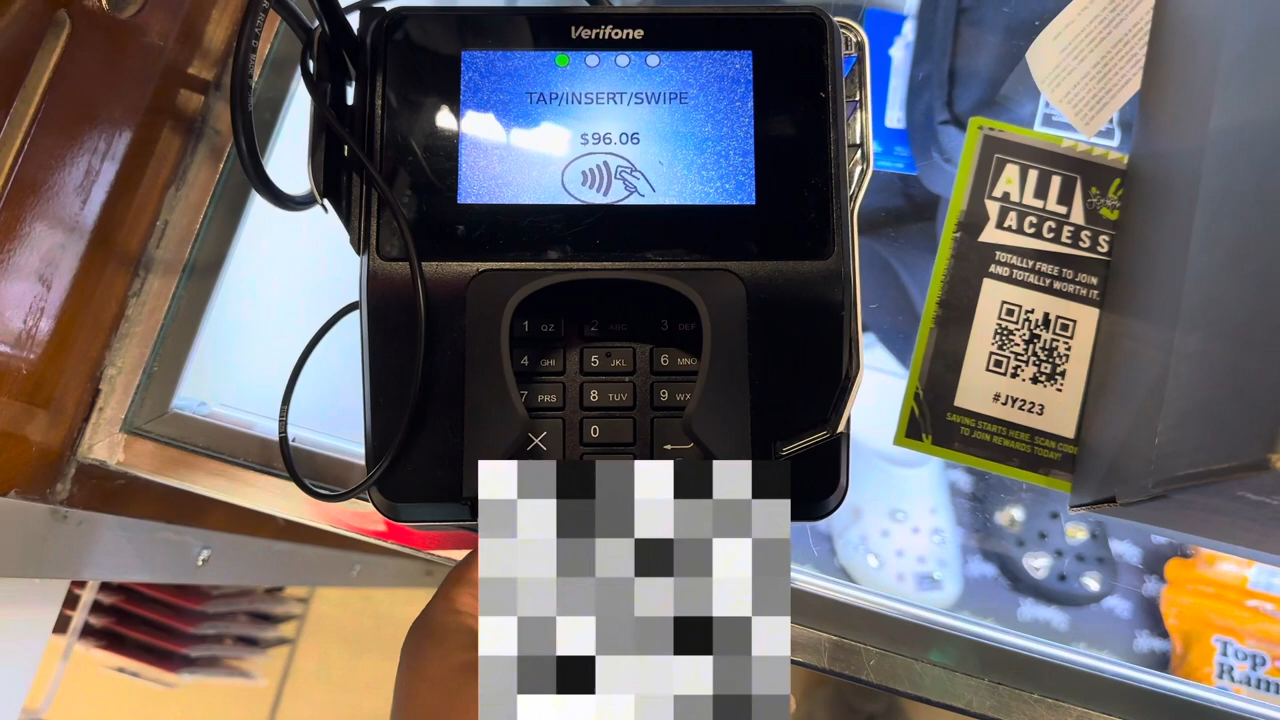 Verifone
TAP/INSERT/SWIPE
$96.06
1 QZ
2 ABC
3 DEF
4 GHI
5 JKL
6 MNO
7 PRS
8 TUV
9 WX
0
ALL
ACCESS
TOTALLY FREE TO JOIN
AND TOTALLY WORTH IT.
#JY223
SAVING STARTS HERE. SCAN CODE
TO JOIN REWARDS TODAY!
Top
Ram